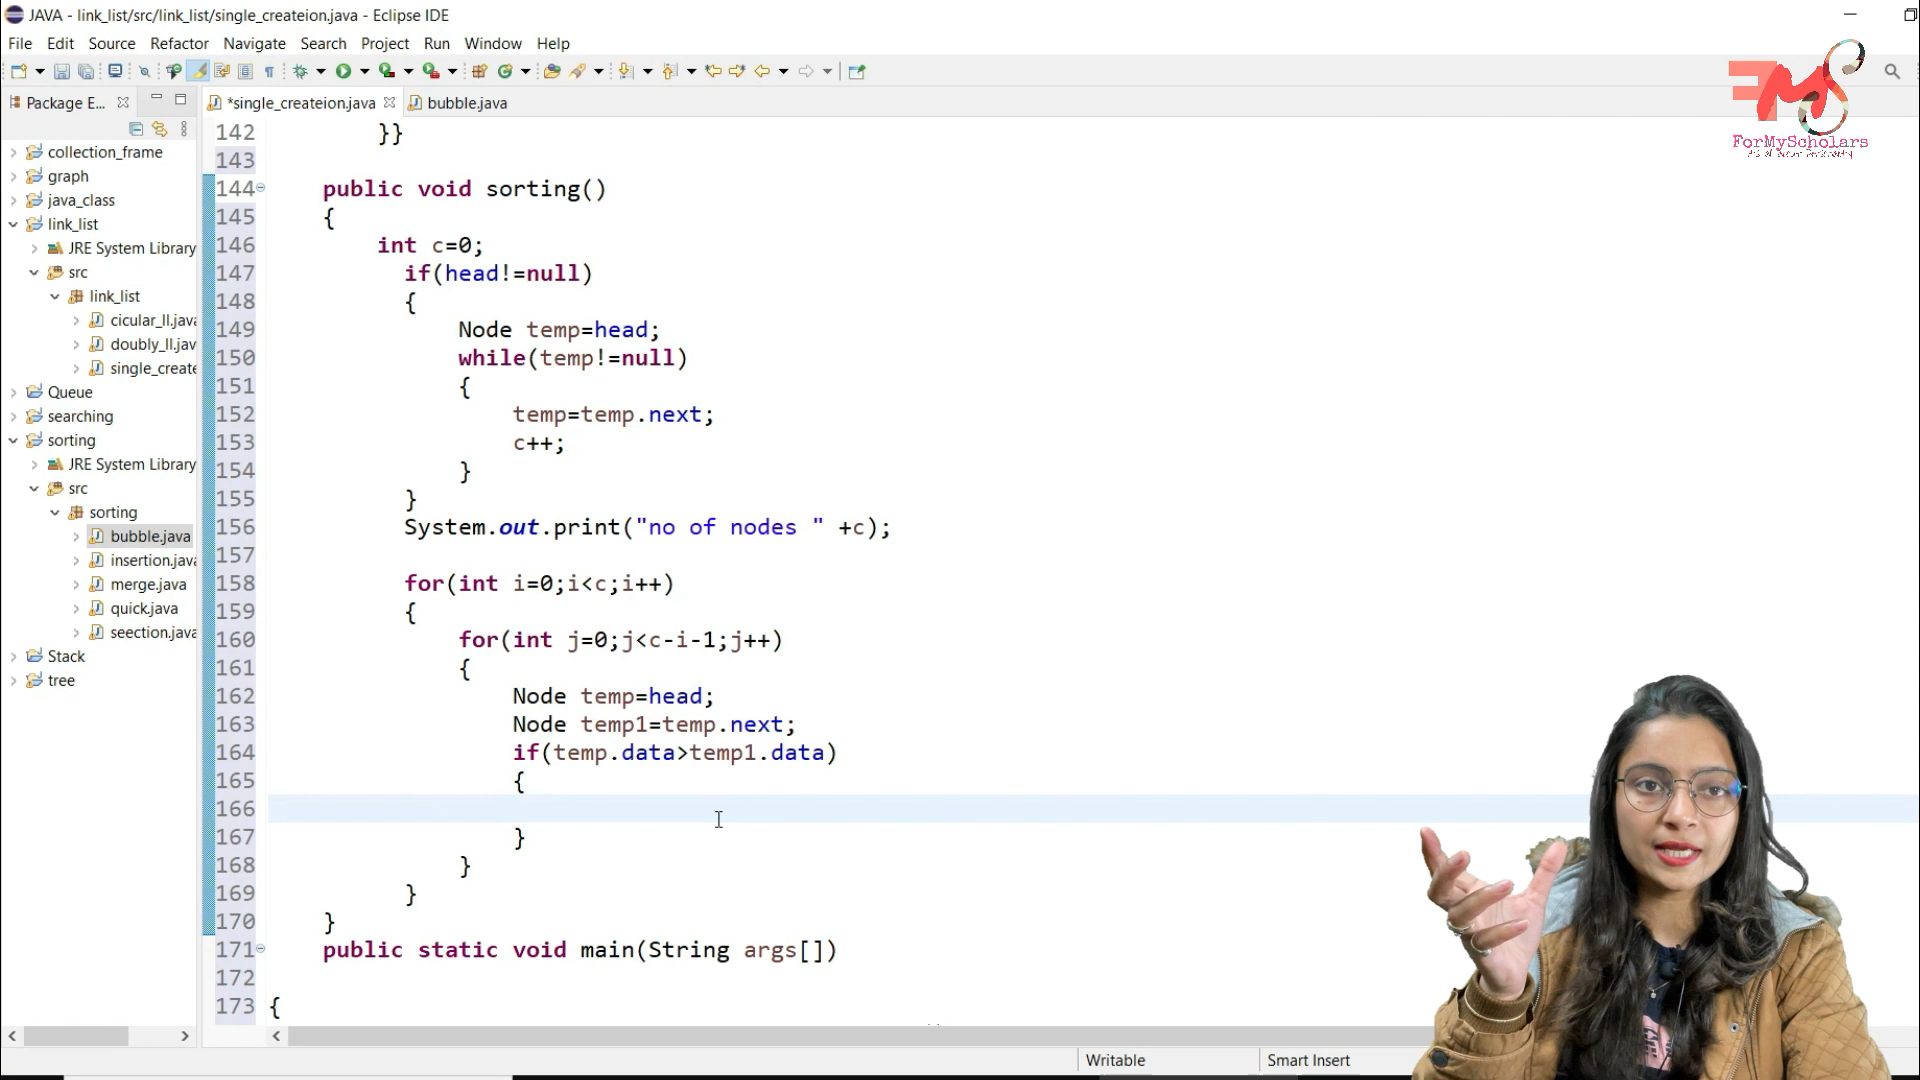 JAVA - link_list/src/link_list/single_createion.java - Eclipse IDE
File Edit Source Refactor Navigate Search Project Run Window Help
Package E...
*single_createion.java
bubble.java
ForMyScholars
collection_frame
graph
java_class
link_list
JRE System Library
src
link_list
cicular_ll.java
doubly_ll.jav
single_create
Queue
searching
sorting
JRE System Library
src
sorting
bubble.java
insertion.java
merge.java
quick.java
seection.java
Stack
tree
142 }}
143
144 public void sorting()
145 {
146 int c=0;
147 if(head!=null)
148 {
149 Node temp=head;
150 while(temp!=null)
151 {
152 temp=temp.next;
153 c++;
154 }
155 }
156 System.out.print("no of nodes " +c);
157
158 for(int i=0;i<c;i++)
159 {
160 for(int j=0;j<c-i-1;j++)
161 {
162 Node temp=head;
163 Node temp1=temp.next;
164 if(temp.data>temp1.data)
165 {
166
167 }
168 }
169 }
170 }
171 public static void main(String args[])
172
173 {
Writable
Smart Insert